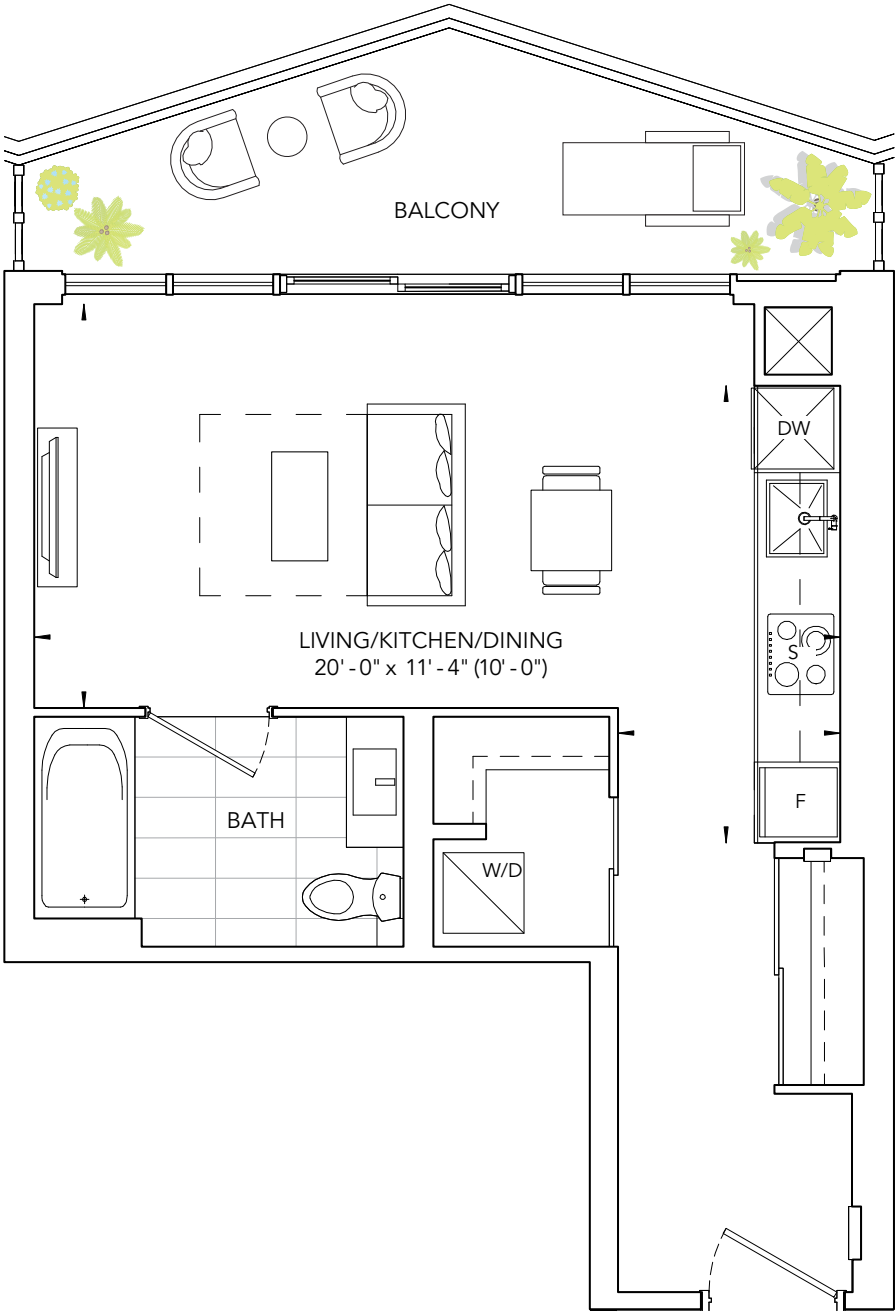 BALCONY
DW
LIVING/KITCHEN/DINING
20'-0" x 11'-4" (10'-0")
S
F
BATH
W/D